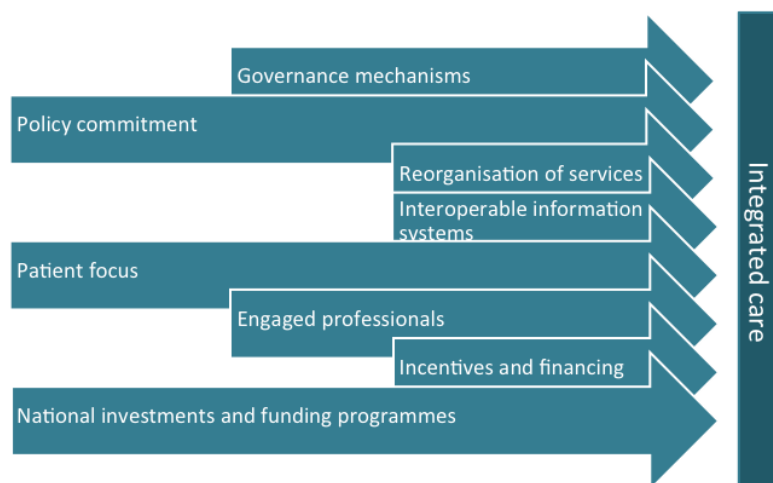 Governance mechanisms
Policy commitment
Reorganisation of services
Interoperable information
systems
Patient focus
Engaged professionals
Incentives and financing
National investments and funding programmes
Integrated care